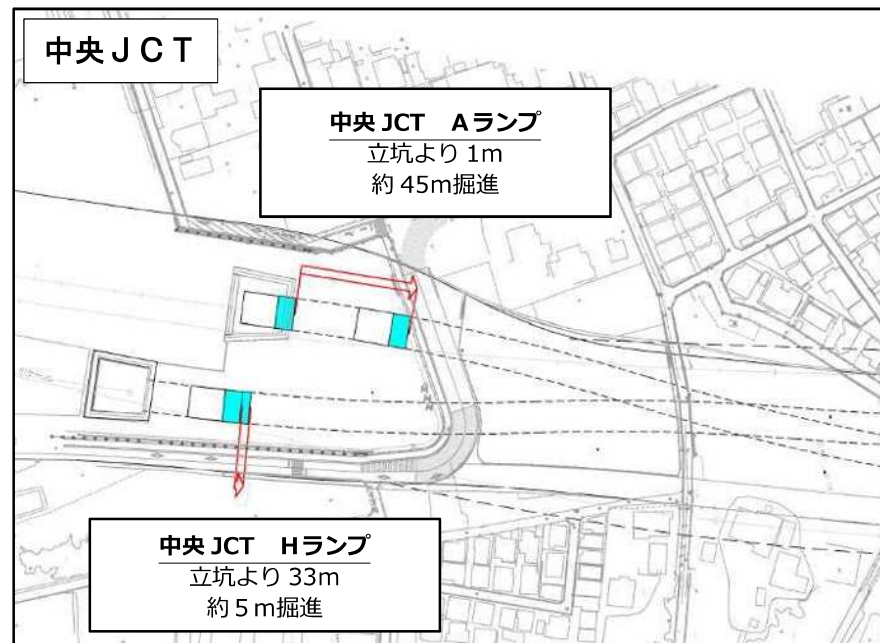 中央ＪＣＴ
中央 JCT　Aランプ
立坑より 1m
約 45m掘進
中央 JCT　Hランプ
立坑より 33m
約５m掘進